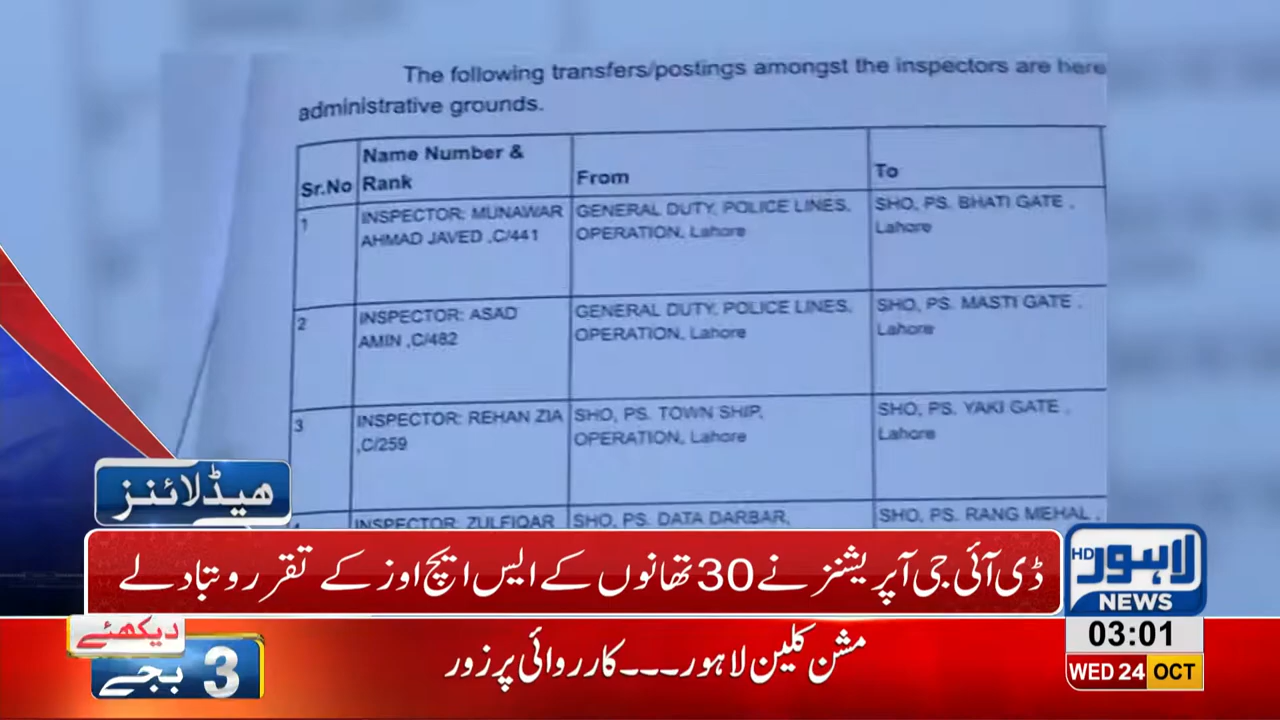 The following transfers/postings amongst the inspectors are here
administrative grounds.
Sr.No
Name Number &
Rank
From
To
1
INSPECTOR: MUNAWAR
AHMAD JAVED ,C/441
GENERAL DUTY, POLICE LINES,
OPERATION, Lahore
SHO, PS. BHATI GATE ,
Lahore
2
INSPECTOR: ASAD
AMIN ,C/482
GENERAL DUTY, POLICE LINES,
OPERATION, Lahore
SHO, PS. MASTI GATE ,
Lahore
3
INSPECTOR: REHAN ZIA
,C/259
SHO, PS. TOWN SHIP,
OPERATION, Lahore
SHO, PS. YAKI GATE ,
Lahore
INSPECTOR: ZULFIQAR
SHO, PS. DATA DARBAR,
SHO, PS. RANG MEHAL ,
ہیڈلائنز
ڈی آئی جی آپریشنز نے 30 تھانوں کے ایس ایچ اوز کے تقررو تبادلے
لاہور HD
NEWS
03:01
WED 24 OCT
دیکھئے
3 بجے
مشن کلین لاہور۔۔۔کارروائی پر زور